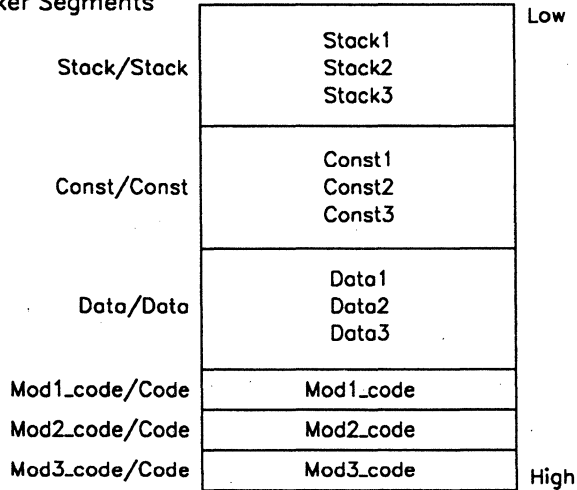 Segments
Low
Stack1
Stack/Stack Stack2
Stack3
Const1
Const/Const Const2
Const3
Data1
Data/Data Data2
Data3
Mod1_code/Code Mod1_code
Mod2_code/Code Mod2_code
Mod3_code/Code Mod3_code
High